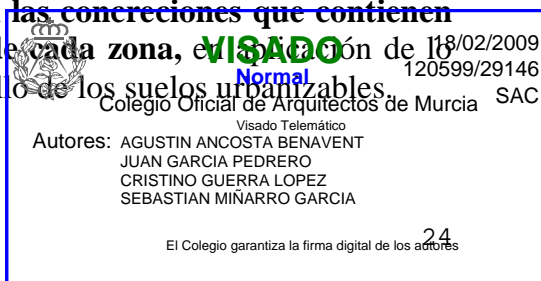 las concreciones que contienen
cada zona, en aplicación de lo
VISADO
18/02/2009
Normal
120599/29146
llo de los suelos urbanizables.
Colegio Oficial de Arquitectos de Murcia
SAC
Visado Telemático
Autores: AGUSTIN ANCOSTA BENAVENT
JUAN GARCIA PEDRERO
CRISTINO GUERRA LOPEZ
SEBASTIAN MIÑARRO GARCIA
24
El Colegio garantiza la firma digital de los autores